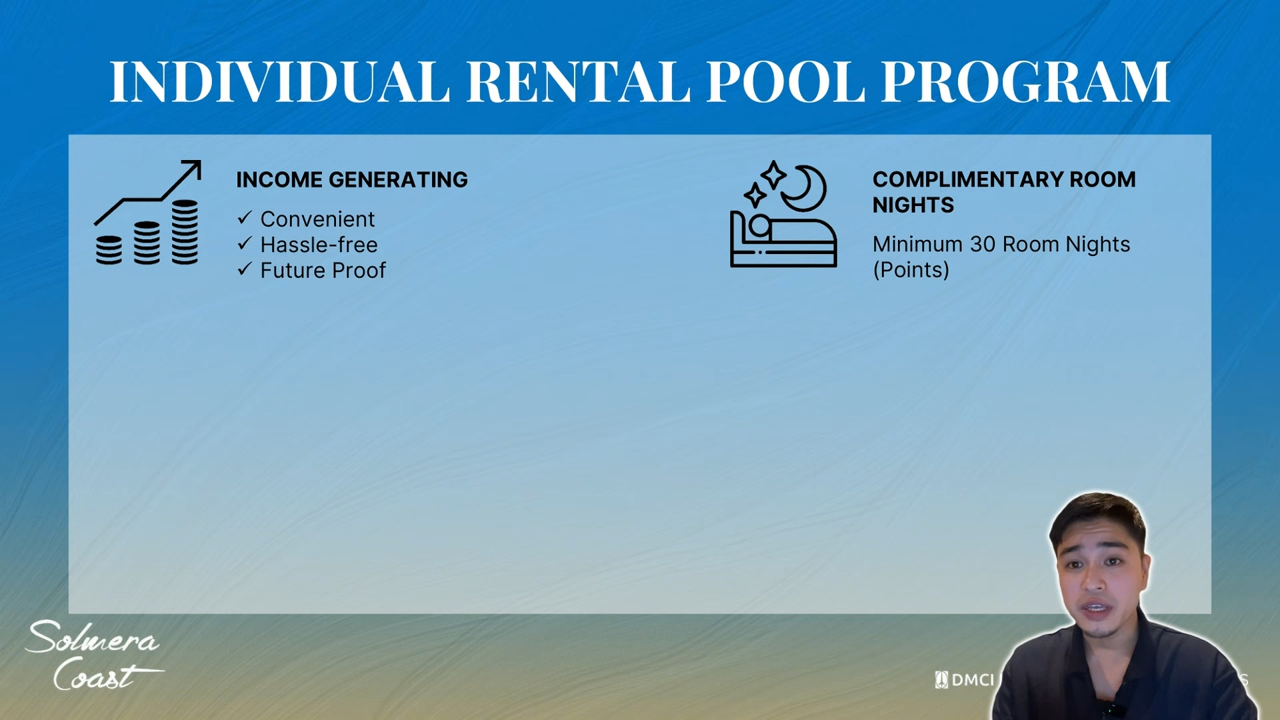 INDIVIDUAL RENTAL POOL PROGRAM
INCOME GENERATING
✓ Convenient
✓ Hassle-free
✓ Future Proof
COMPLIMENTARY ROOM
NIGHTS
Minimum 30 Room Nights
(Points)
Solmera
Coast
DMCI